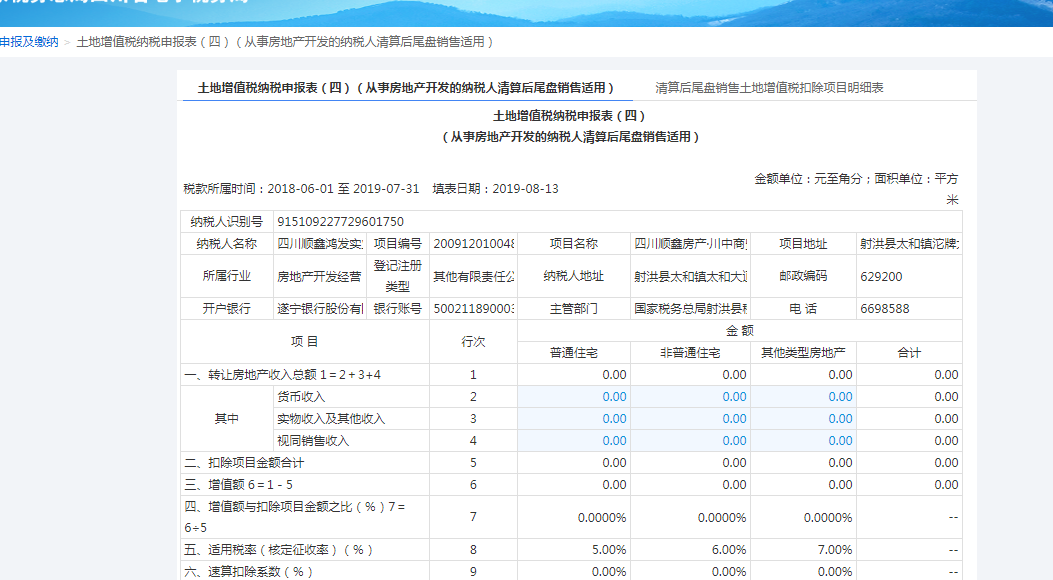 申报及缴纳 > 土地增值税纳税申报表（四）（从事房地产开发的纳税人清算后尾盘销售适用）
土地增值税纳税申报表（四）（从事房地产开发的纳税人清算后尾盘销售适用） 清算后尾盘销售土地增值税扣除项目明细表
土地增值税纳税申报表（四）
（从事房地产开发的纳税人清算后尾盘销售适用）
税款所属时间：2018-06-01 至 2019-07-31 填表日期：2019-08-13 金额单位：元至角分；面积单位：平方
米
纳税人识别号 915109227729601750
纳税人名称 四川顺鑫鸿发实 项目编号 20091201004 项目名称 四川顺鑫房产·川中商 项目地址 射洪县太和镇沱牌大
所属行业 房地产开发经营 登记注册
类型 其他有限责任公 纳税人地址 射洪县太和镇太和大道 邮政编码 629200
开户银行 遂宁银行股份有限 银行账号 500211890003 主管部门 国家税务总局射洪县税 电 话 6698588
项 目 行次 金 额
普通住宅 非普通住宅 其他类型房地产 合计
一、转让房地产收入总额 1＝2＋3+4 1 0.00 0.00 0.00 0.00
其中 货币收入 2 0.00 0.00 0.00 0.00
实物收入及其他收入 3 0.00 0.00 0.00 0.00
视同销售收入 4 0.00 0.00 0.00 0.00
二、扣除项目金额合计 5 0.00 0.00 0.00 0.00
三、增值额 6＝1－5 6 0.00 0.00 0.00 0.00
四、增值额与扣除项目金额之比（%）7＝
6÷5 7 0.0000% 0.0000% 0.0000% --
五、适用税率（核定征收率）（%） 8 5.00% 6.00% 7.00% --
六、速算扣除系数（%） 9 0.00% 0.00% 0.00% --